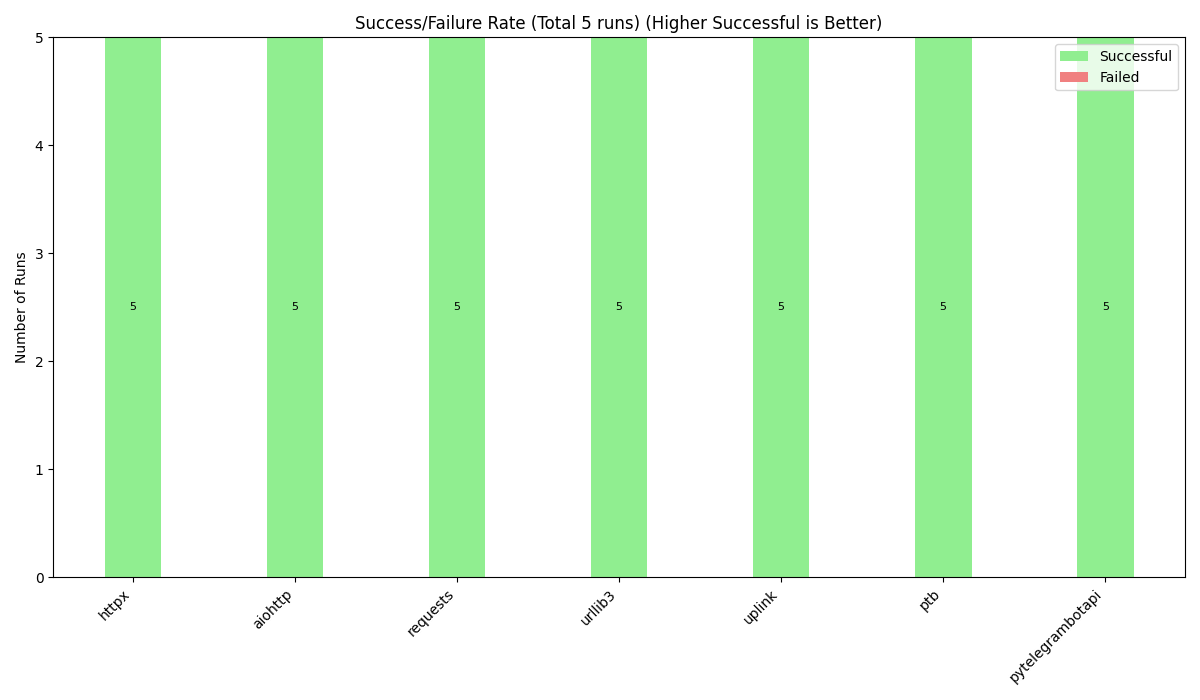 Success/Failure Rate (Total 5 runs) (Higher Successful is Better)
Successful
Failed
Number of Runs
5
4
3
2
1
0
5 5 5 5 5 5 5
httpx aiohttp requests urllib3 uplink ptb pytelegrambotapi